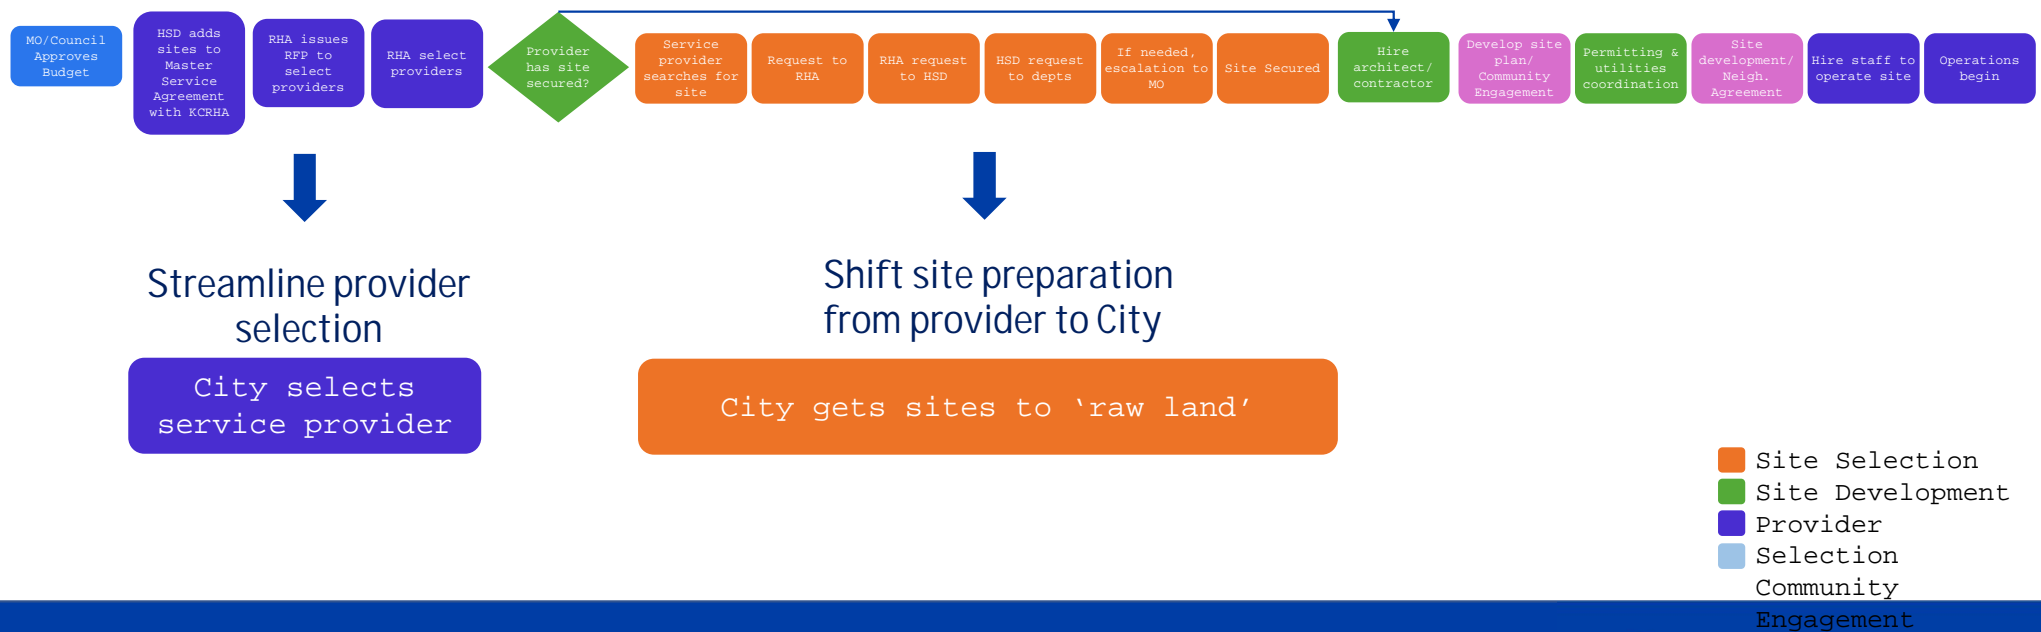 MO/Council
Approves
Budget
HSD adds
sites to
Master
Service
Agreement
with KCRHA
RHA issues
RFP to
select
providers
RHA select
providers
Provider
has site
secured?
Service
provider
searches for
site
Request to
RHA
RHA request
to HSD
HSD request
to depts
If needed,
escalation to
MO
Site Secured
Hire
architect/
contractor
Develop site
plan/
Community
Engagement
Permitting &
utilities
coordination
Site
development/
Neigh.
Agreement
Hire staff to
operate site
Operations
begin
Streamline provider
selection
City selects
service provider
Shift site preparation
from provider to City
City gets sites to ‘raw land’
Site Selection
Site Development
Provider
Selection
Community
Engagement